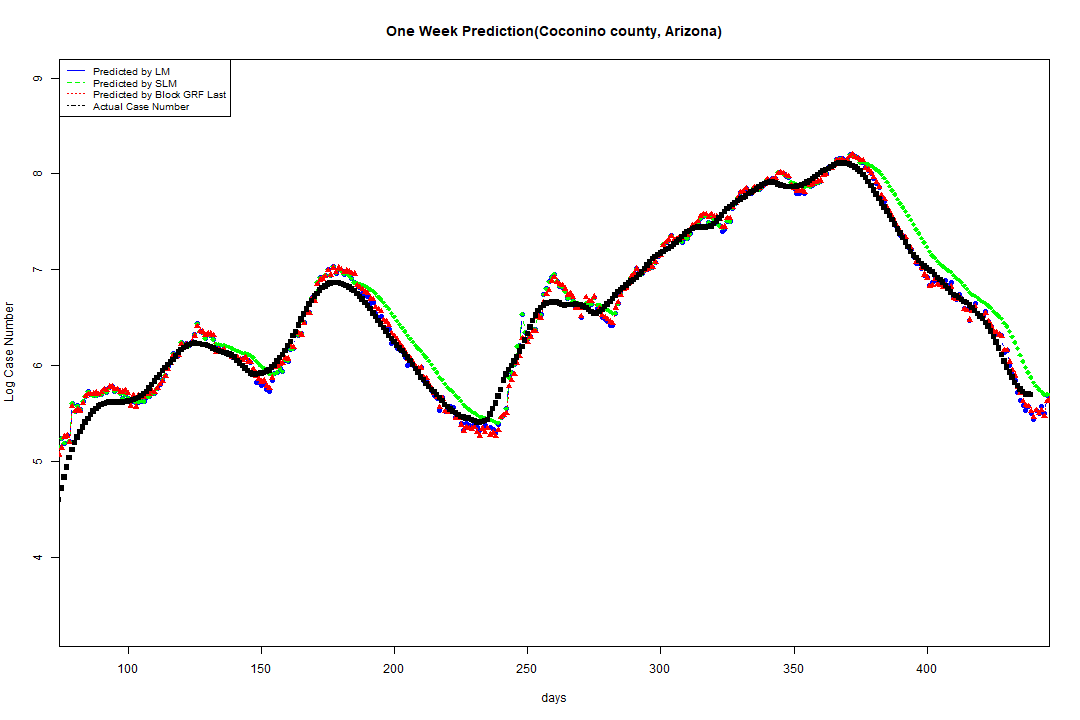 One Week Prediction(Coconino county, Arizona)
Predicted by LM
Predicted by SLM
Predicted by Block GRF Last
Actual Case Number
Log Case Number
9
8
7
6
5
4
100 150 200 250 300 350 400
days